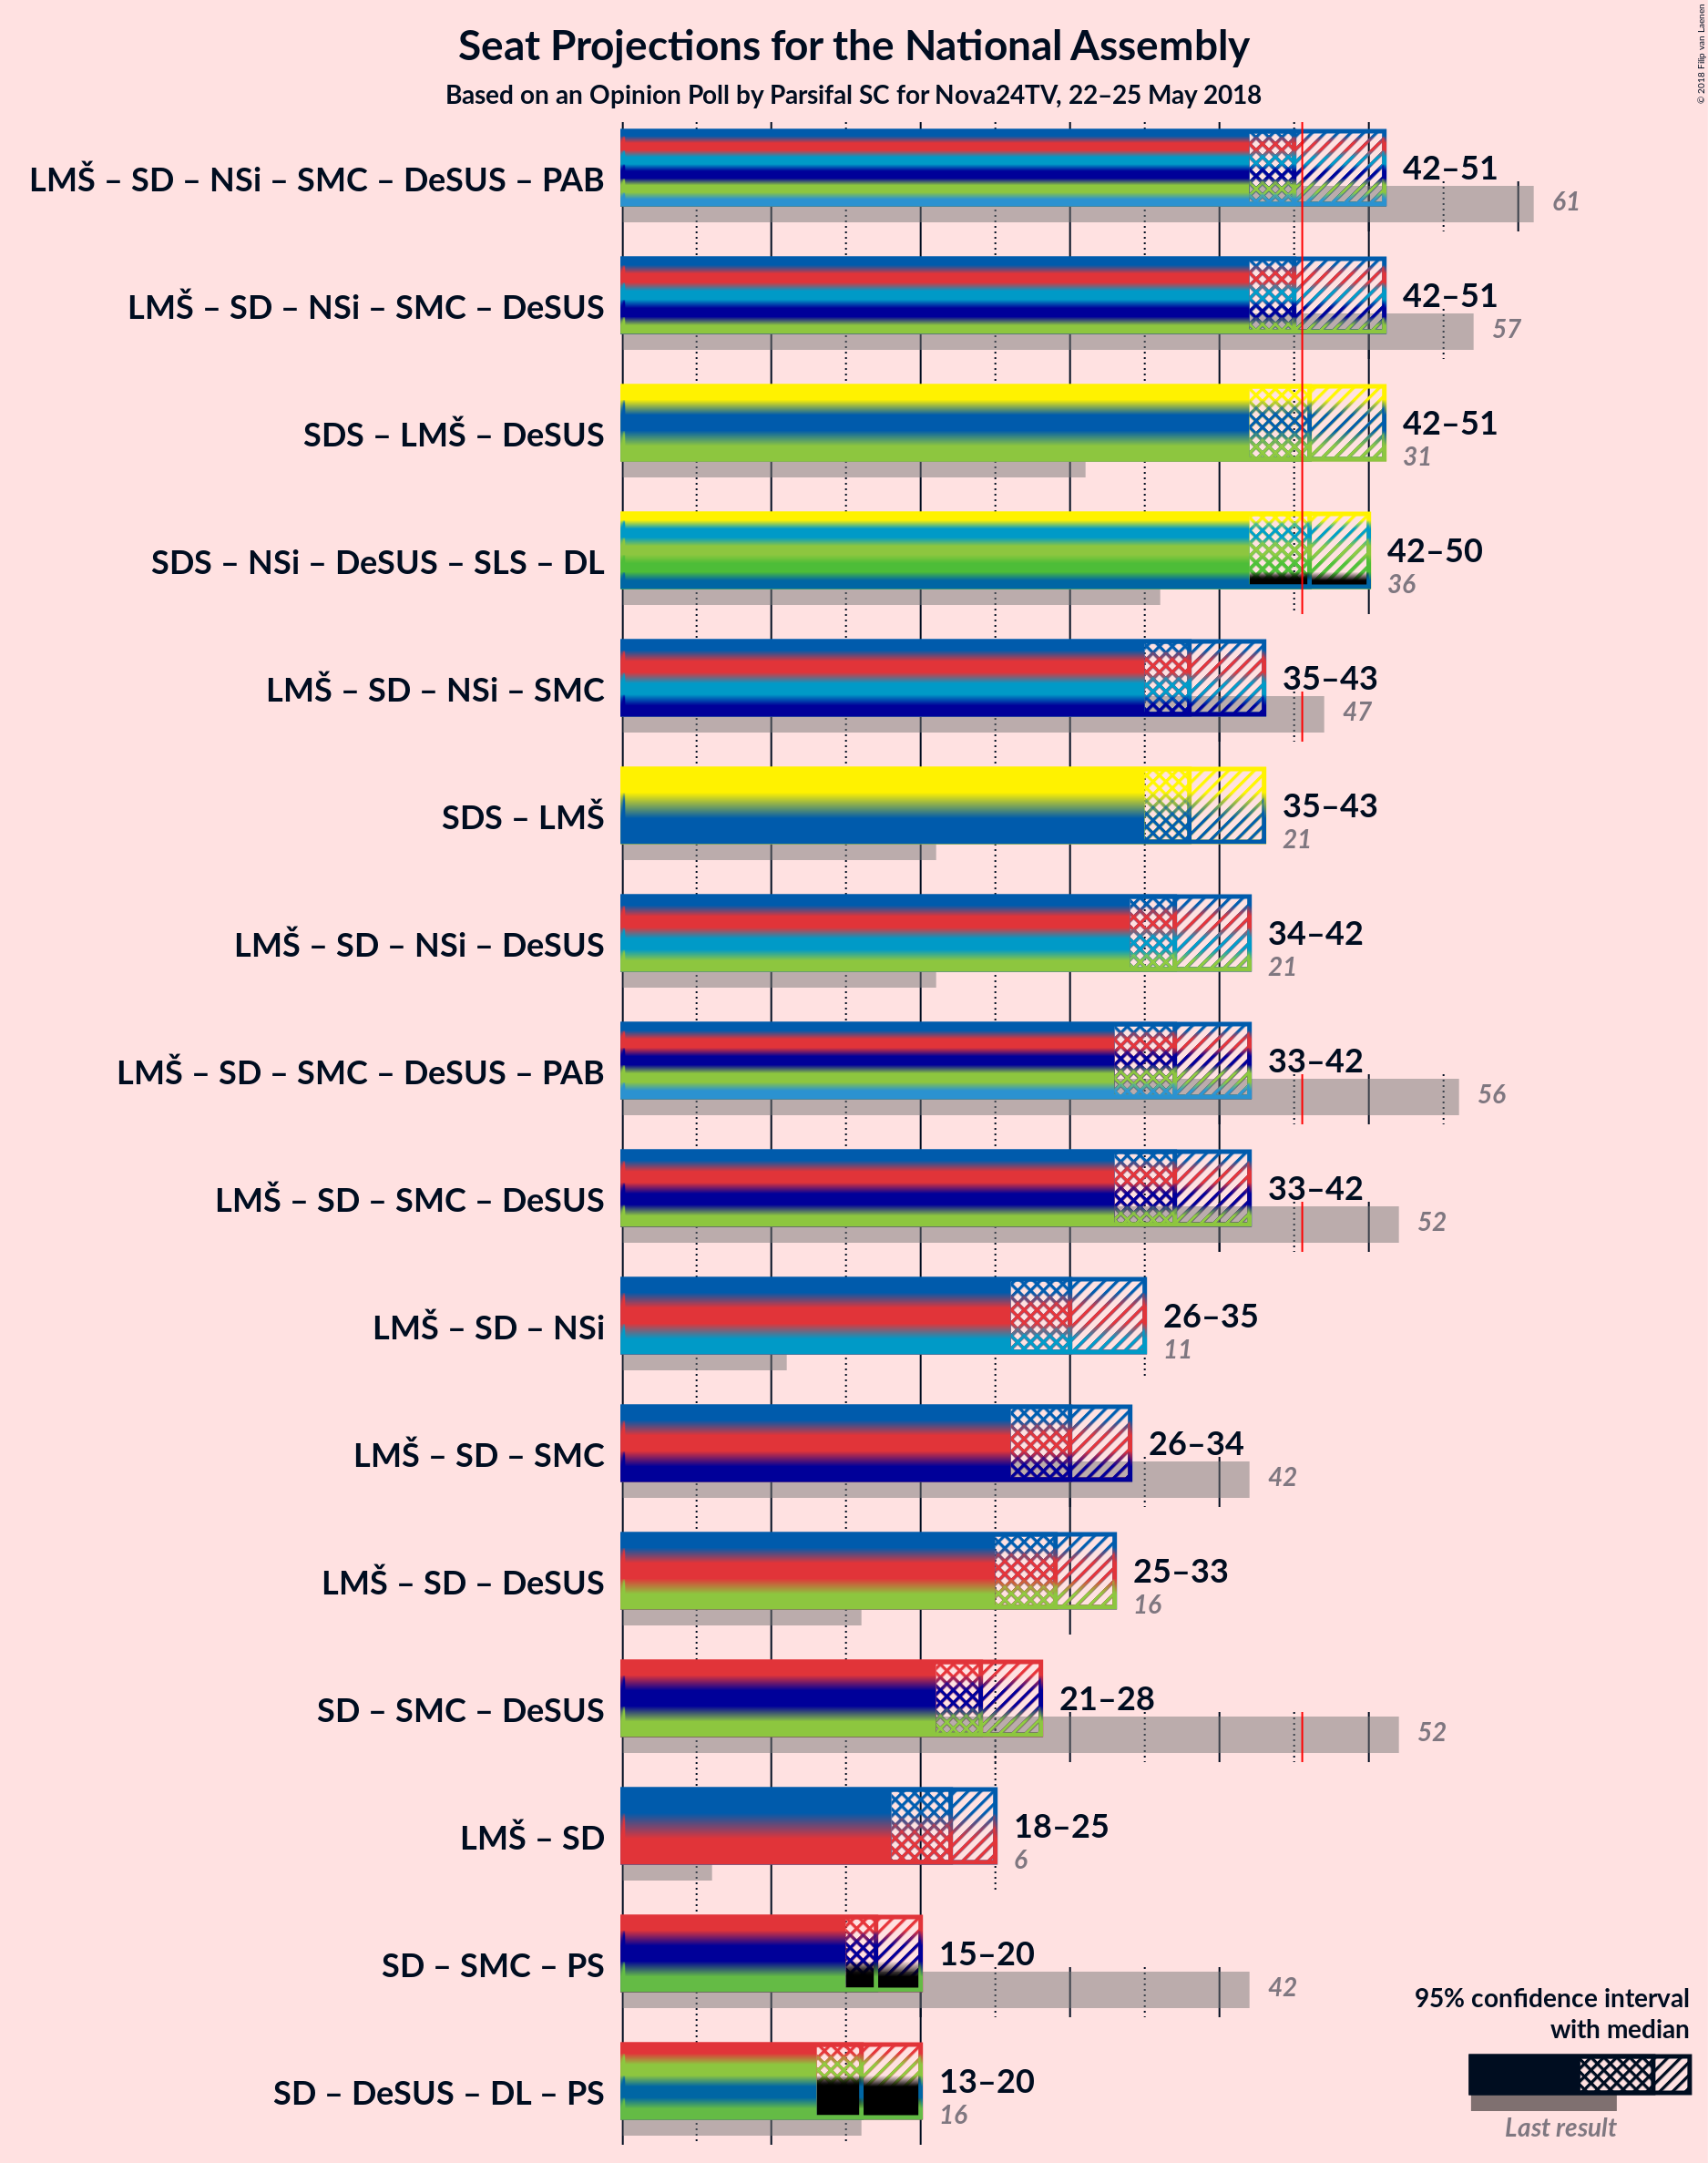 Seat Projections for the National Assembly
Based on an Opinion Poll by Parsifal SC for Nova24TV, 22–25 May 2018
© 2018 Filip van Laenen
LMŠ – SD – NSi – SMC – DeSUS – PAB
42–51
61
LMŠ – SD – NSi – SMC – DeSUS
42–51
57
SDS – LMŠ – DeSUS
42–51
31
SDS – NSi – DeSUS – SLS – DL
42–50
36
LMŠ – SD – NSi – SMC
35–43
47
SDS – LMŠ
35–43
21
LMŠ – SD – NSi – DeSUS
34–42
21
LMŠ – SD – SMC – DeSUS – PAB
33–42
56
LMŠ – SD – SMC – DeSUS
33–42
52
LMŠ – SD – NSi
26–35
11
LMŠ – SD – SMC
26–34
42
LMŠ – SD – DeSUS
25–33
16
SD – SMC – DeSUS
21–28
52
LMŠ – SD
18–25
6
SD – SMC – PS
15–20
42
SD – DeSUS – DL – PS
13–20
16
95% confidence interval
with median
Last result